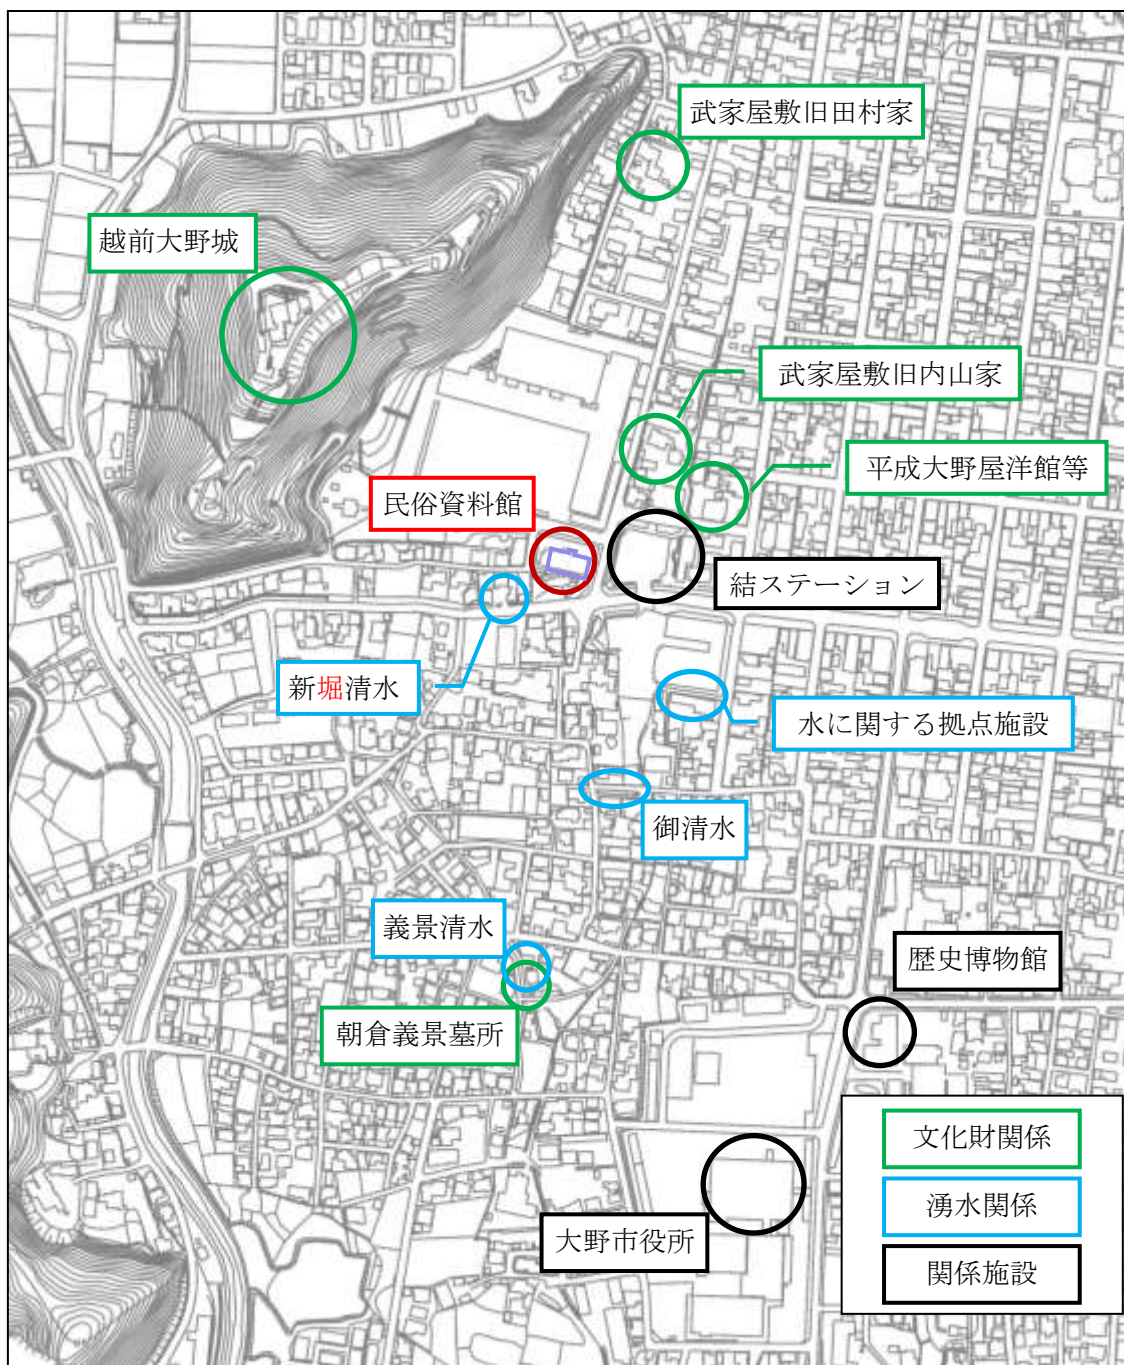 武家屋敷旧田村家
越前大野城
武家屋敷旧内山家
平成大野屋洋館等
民俗資料館
結ステーション
新堀清水
水に関する拠点施設
御清水
義景清水
歴史博物館
朝倉義景墓所
大野市役所
文化財関係
湧水関係
関係施設